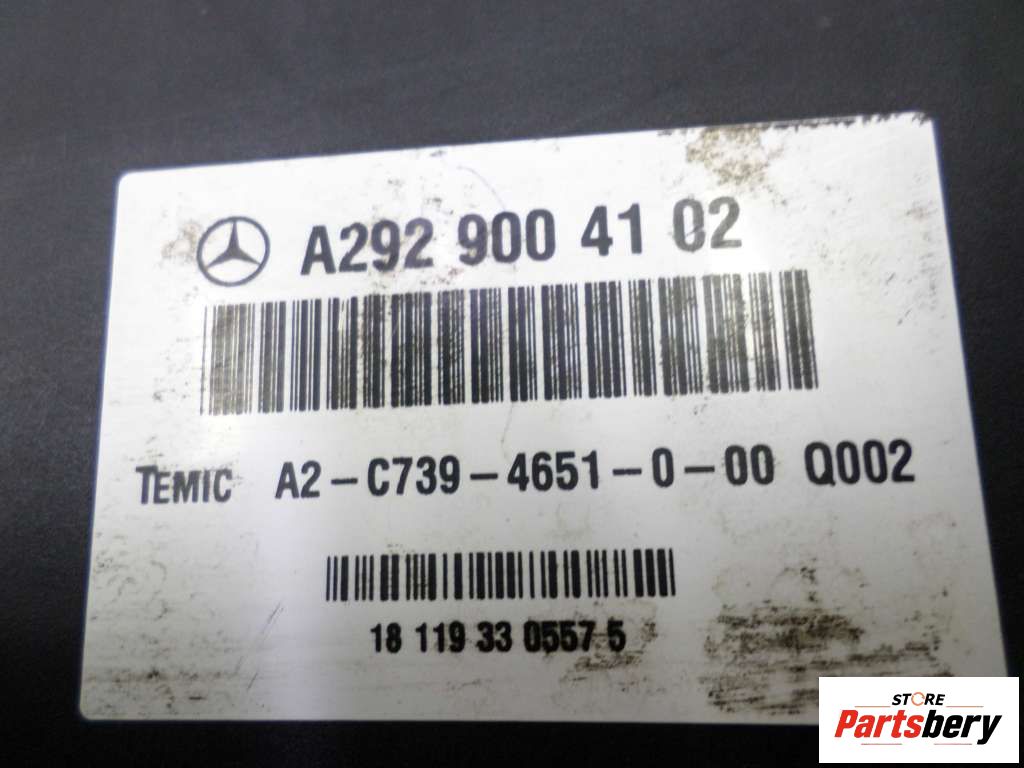 A292 900 41 02
TEMIC A2-C739-4651-0-00 Q002
18 119 33 0557 5
STORE
Partsbery